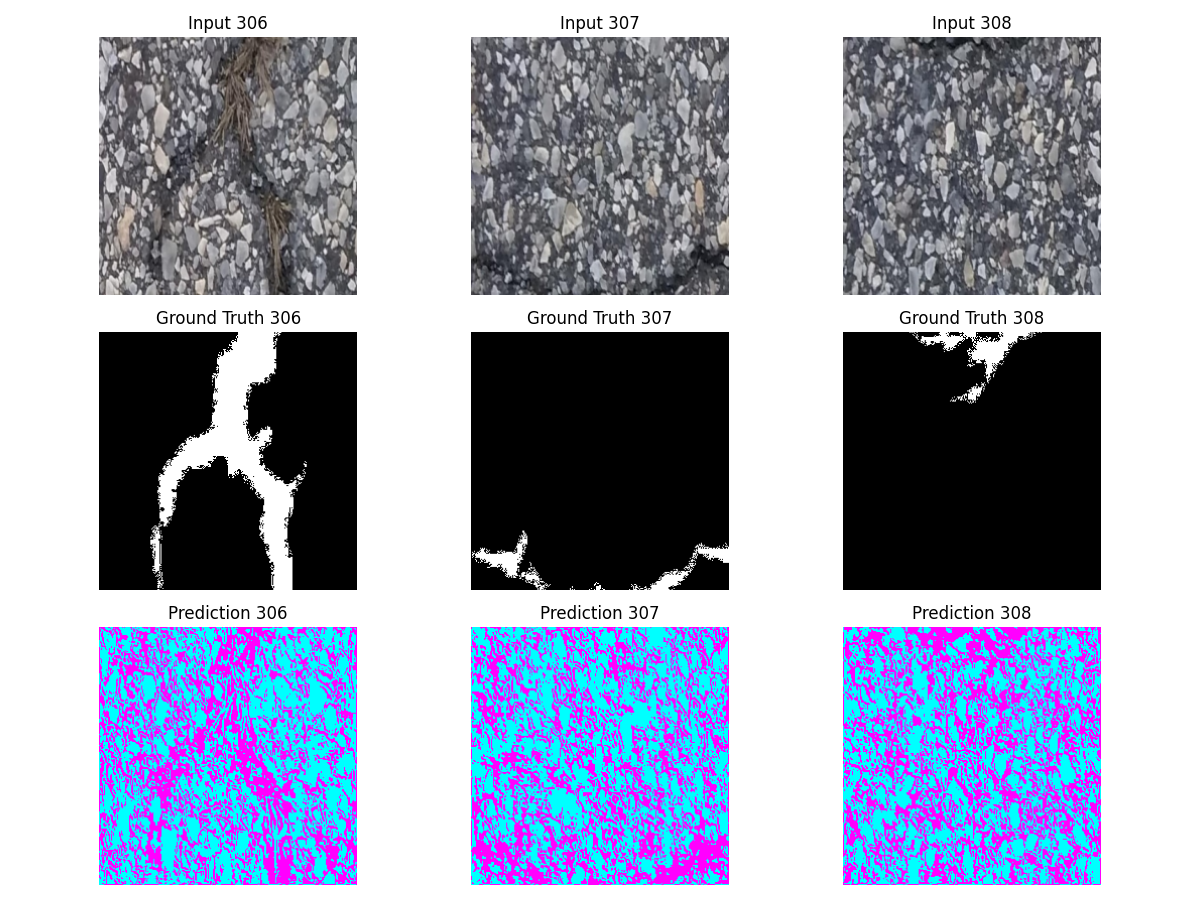 Input 306
Input 307
Input 308
Ground Truth 306
Ground Truth 307
Ground Truth 308
Prediction 306
Prediction 307
Prediction 308